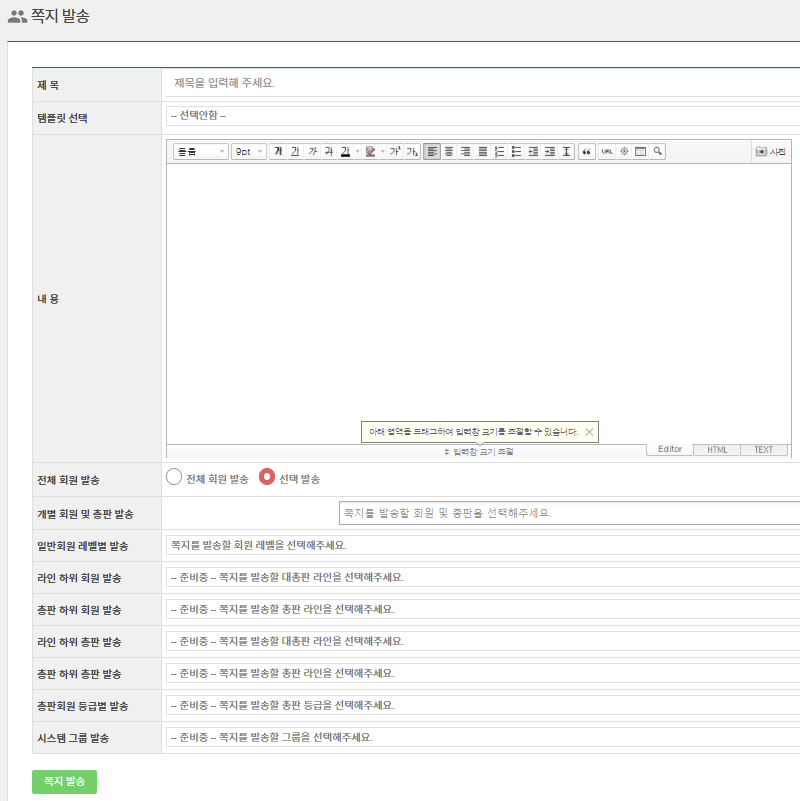 쪽지 발송
제 목
제목을 입력해 주세요.
템플릿 선택
-- 선택안함 --
내 용
돋움 9pt 가 가 가 가 가 가¹ 가₁ URL 사진
아래 영역을 드래그하여 입력창 크기를 조절할 수 있습니다.
입력창 크기 조절
Editor HTML TEXT
전체 회원 발송
전체 회원 발송 선택 발송
개별 회원 및 총판 발송
쪽지를 발송할 회원 및 총판을 선택해주세요.
일반회원 레벨별 발송
쪽지를 발송할 회원 레벨을 선택해주세요.
라인 하위 회원 발송
-- 준비중 -- 쪽지를 발송할 대총판 라인을 선택해주세요.
총판 하위 회원 발송
-- 준비중 -- 쪽지를 발송할 총판 라인을 선택해주세요.
라인 하위 총판 발송
-- 준비중 -- 쪽지를 발송할 대총판 라인을 선택해주세요.
총판 하위 총판 발송
-- 준비중 -- 쪽지를 발송할 총판 라인을 선택해주세요.
총판회원 등급별 발송
-- 준비중 -- 쪽지를 발송할 총판 등급을 선택해주세요.
시스템 그룹 발송
-- 준비중 -- 쪽지를 발송할 그룹을 선택해주세요.
쪽지 발송